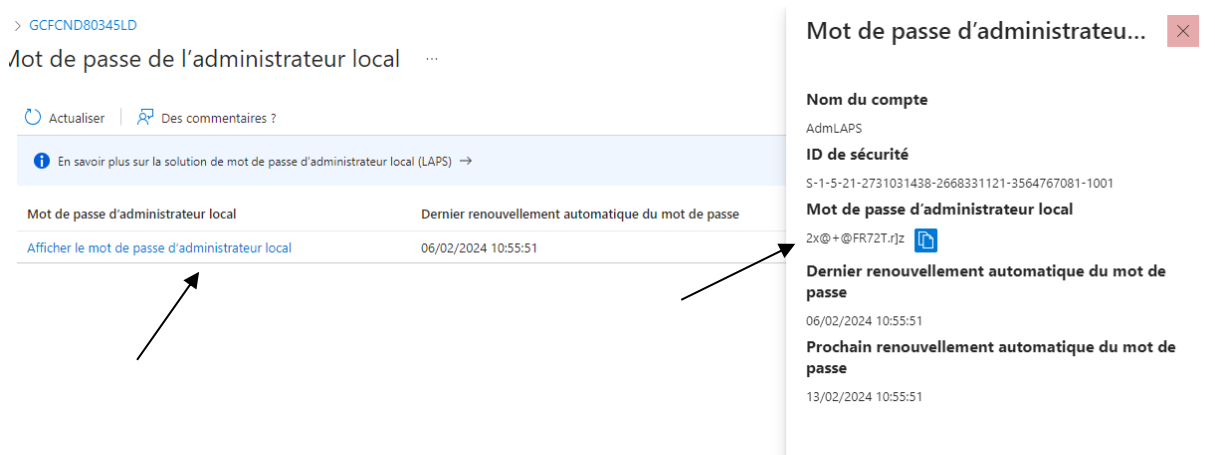 > GCFCND80345LD
Mot de passe de l’administrateur local ...
Actualiser
Des commentaires ?
En savoir plus sur la solution de mot de passe d'administrateur local (LAPS) →
Mot de passe d’administrateur local
Dernier renouvellement automatique du mot de passe
Afficher le mot de passe d’administrateur local
06/02/2024 10:55:51
Mot de passe d’administrateu...
Nom du compte
AdmLAPS
ID de sécurité
S-1-5-21-2731031438-2668331121-3564767081-1001
Mot de passe d’administrateur local
2x@+@FR72T.r]z
Dernier renouvellement automatique du mot de
passe
06/02/2024 10:55:51
Prochain renouvellement automatique du mot de
passe
13/02/2024 10:55:51